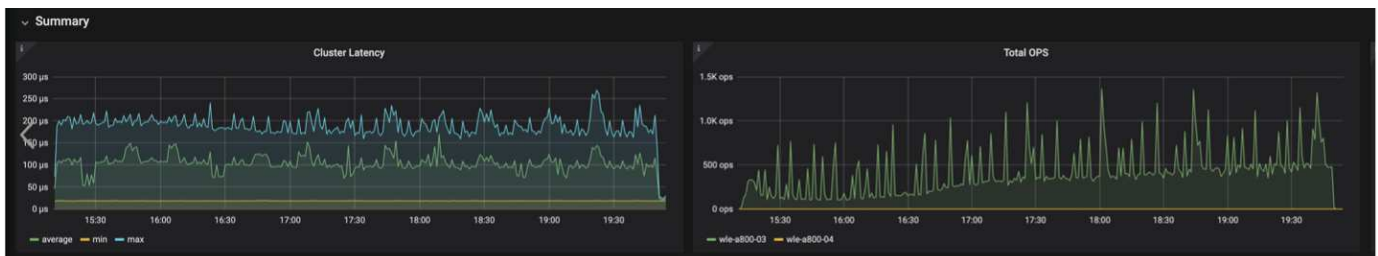 Summary
i
Cluster Latency
300 µs
250 µs
200 µs
150 µs
100 µs
50 µs
0 µs
15:30 16:00 16:30 17:00 17:30 18:00 18:30 19:00 19:30
average min max
i
Total OPS
1.5K ops
1.0K ops
500 ops
0 ops
15:30 16:00 16:30 17:00 17:30 18:00 18:30 19:00 19:30
wle-a800-03 wle-a800-04